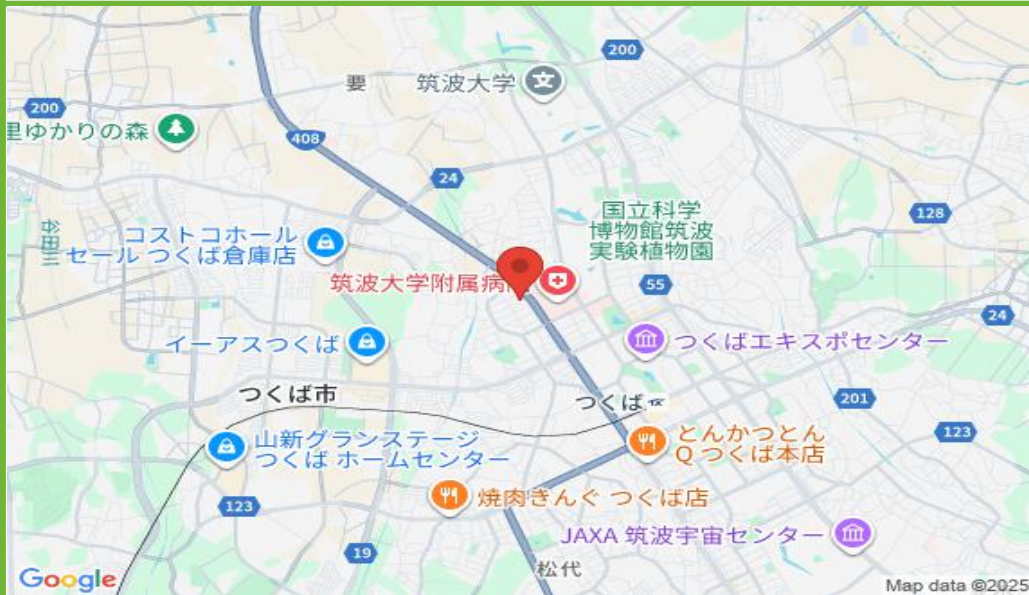 200
要
筑波大学
200
里ゆかりの森
408
24
国立科学
博物館筑波
実験植物園
128
谷田川
コストコホール
セール つくば倉庫店
筑波大学附属病
55
24
イーアスつくば
つくばエキスポセンター
つくば市
つくば
201
山新グランステージ
つくば ホームセンター
とんかつとん
Q つくば本店
123
焼肉きんぐ つくば店
123
JAXA 筑波宇宙センター
19
松代
Google
Map data ©2025